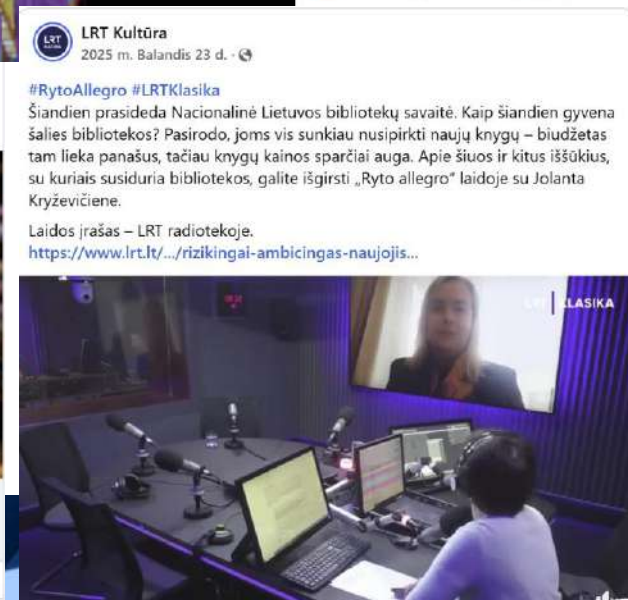 LRT Kultūra
2025 m. Balandis 23 d. ·
#RytoAllegro #LRTKlasika
Šiandien prasideda Nacionalinė Lietuvos bibliotekų savaitė. Kaip šiandien gyvena
šalies bibliotekos? Pasirodo, joms vis sunkiau nusipirkti naujų knygų – biudžetas
tam lieka panašus, tačiau knygų kainos sparčiai auga. Apie šiuos ir kitus iššūkius,
su kuriais susiduria bibliotekos, galite išgirsti „Ryto allegro“ laidoje su Jolanta
Kryževičiene.
Laidos įrašas – LRT radiotekoje.
https://www.lrt.lt/.../rizikingai-ambicingas-naujojis...
LRT KLASIKA